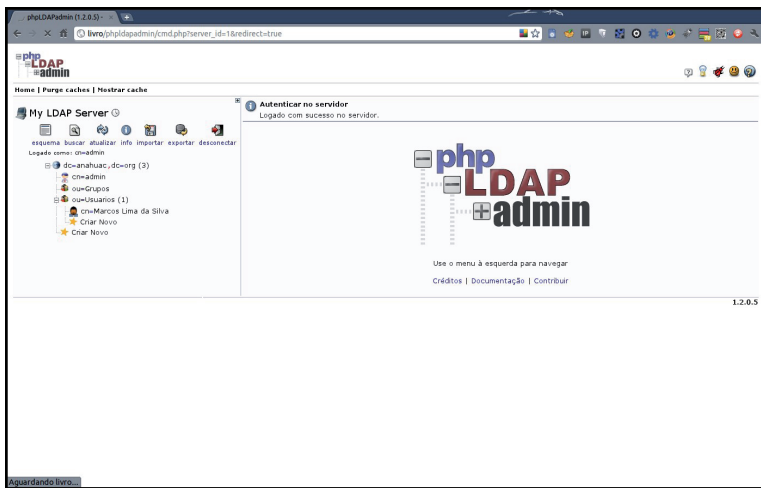 phpLDAPadmin (1.2.0.5) -
livro/phpldapadmin/cmd.php?server_id=1&redirect=true
php
LDAP
admin
Home | Purge caches | Mostrar cache
My LDAP Server
esquema buscar atualizar info importar exportar desconectar
Logado como: cn=admin
dc=anahuac,dc=org (3)
cn=admin
ou=Grupos
ou=Usuarios (1)
cn=Marcos Lima da Silva
Criar Novo
Criar Novo
Autenticar no servidor
Logado com sucesso no servidor.
php
LDAP
admin
Use o menu à esquerda para navegar
Créditos | Documentação | Contribuir
1.2.0.5
Aguardando livro...